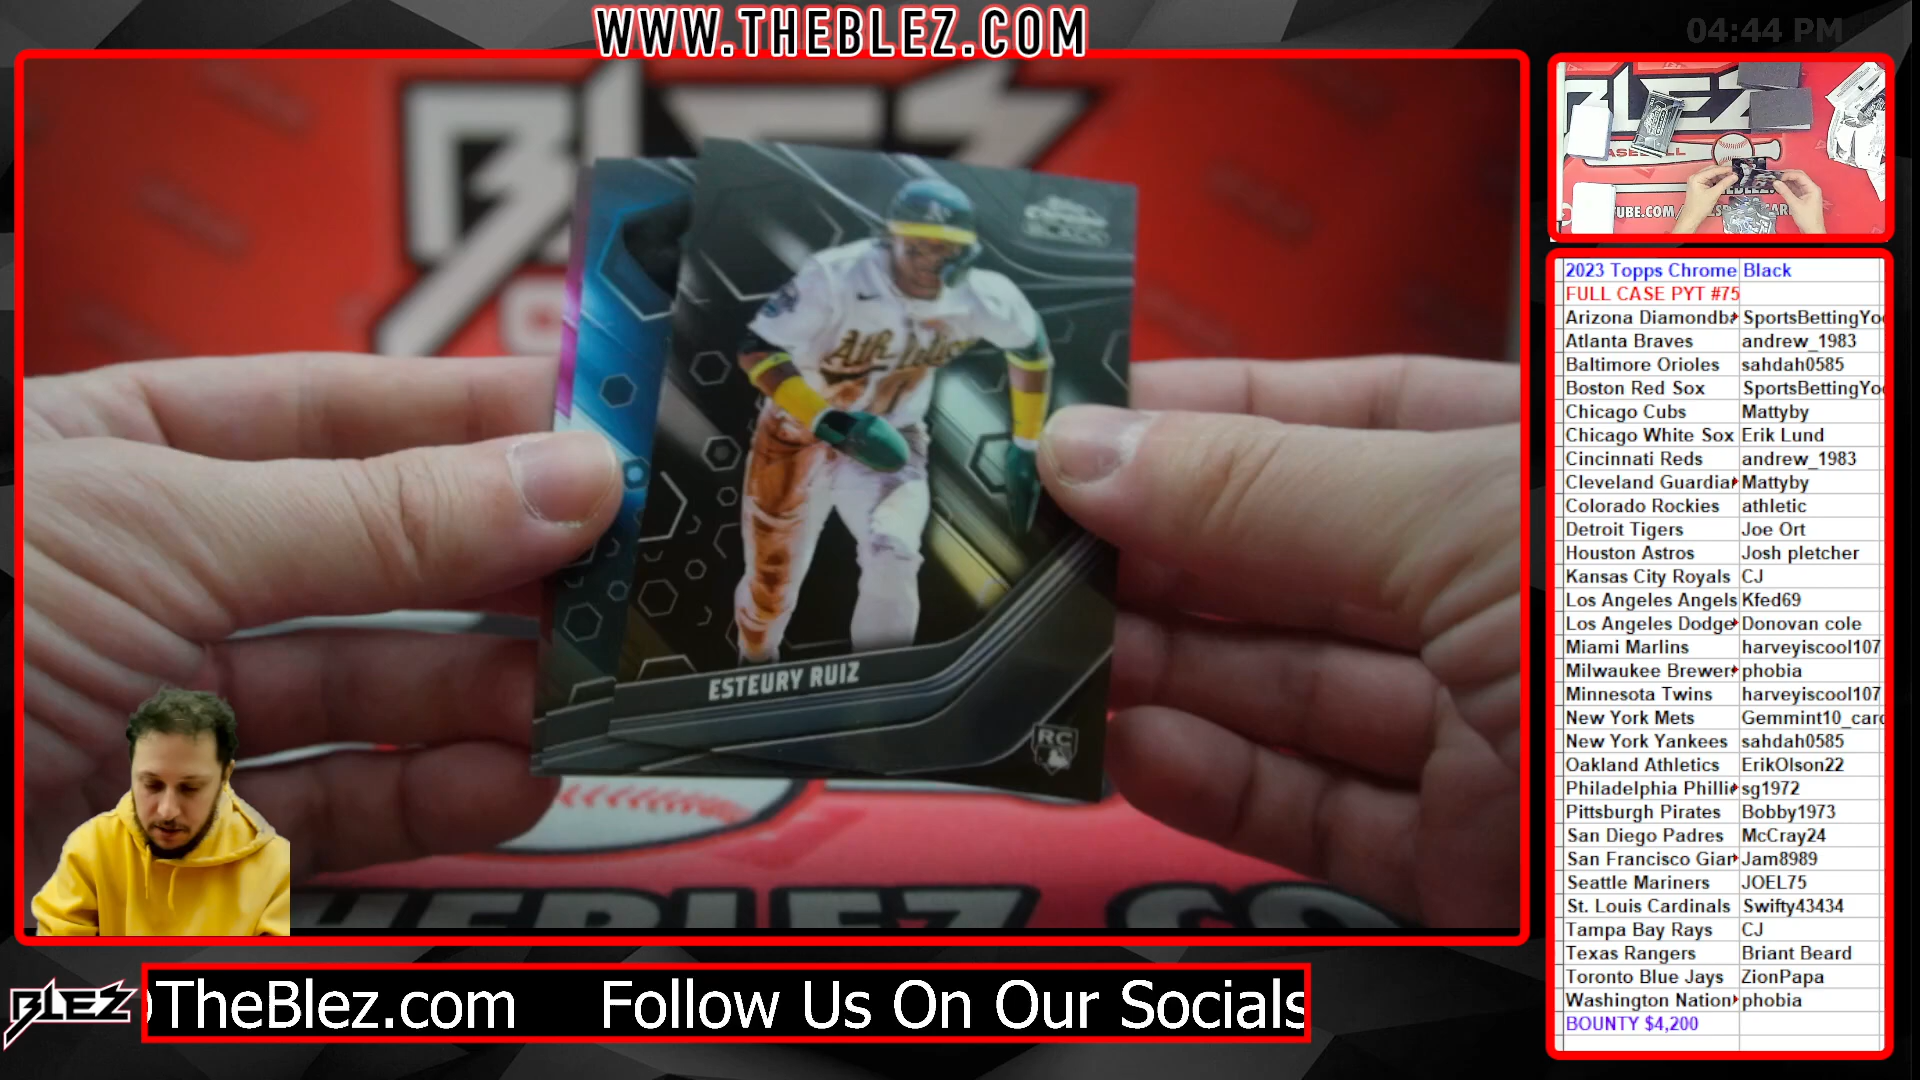 WWW.THEBLEZ.COM
04:44 PM
BLEZ
Athletics
ESTEURY RUIZ
RC
THEBLEZ.CO
BLEZ
TheBlez.com Follow Us On Our Socials
2023 Topps Chrome Black
FULL CASE PYT #75
Arizona Diamondb SportsBettingYo
Atlanta Braves andrew_1983
Baltimore Orioles sahdah0585
Boston Red Sox SportsBettingYo
Chicago Cubs Mattyby
Chicago White Sox Erik Lund
Cincinnati Reds andrew_1983
Cleveland Guardia Mattyby
Colorado Rockies athletic
Detroit Tigers Joe Ort
Houston Astros Josh pletcher
Kansas City Royals CJ
Los Angeles Angels Kfed69
Los Angeles Dodge Donovan cole
Miami Marlins harveyiscool107
Milwaukee Brewer phobia
Minnesota Twins harveyiscool107
New York Mets Gemmint10_card
New York Yankees sahdah0585
Oakland Athletics ErikOlson22
Philadelphia Phillie sg1972
Pittsburgh Pirates Bobby1973
San Diego Padres McCray24
San Francisco Gian Jam8989
Seattle Mariners JOEL75
St. Louis Cardinals Swifty43434
Tampa Bay Rays CJ
Texas Rangers Briant Beard
Toronto Blue Jays ZionPapa
Washington Nation phobia
BOUNTY $4,200